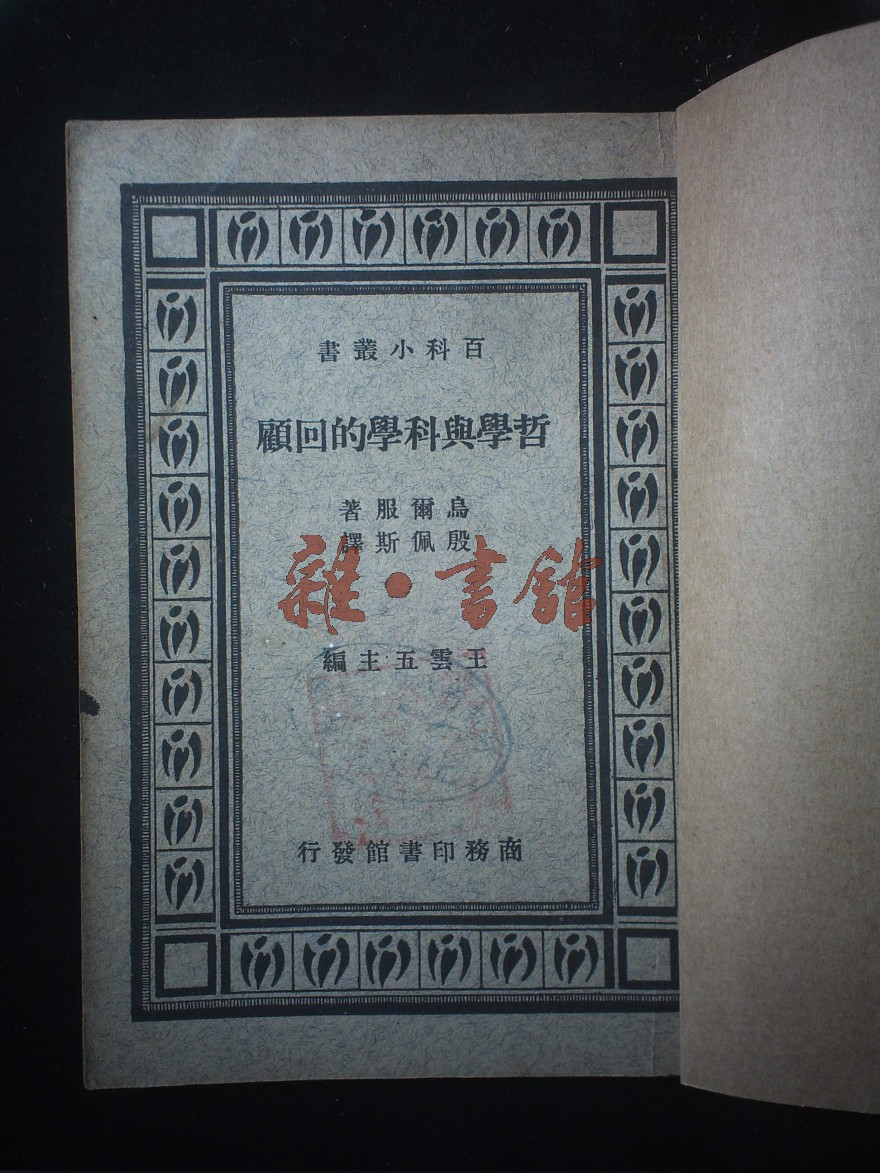 百科小叢書
哲學與科學的回顧
烏爾服著
殷佩斯譯
雜·書館
王雲五主編
商務印書館發行